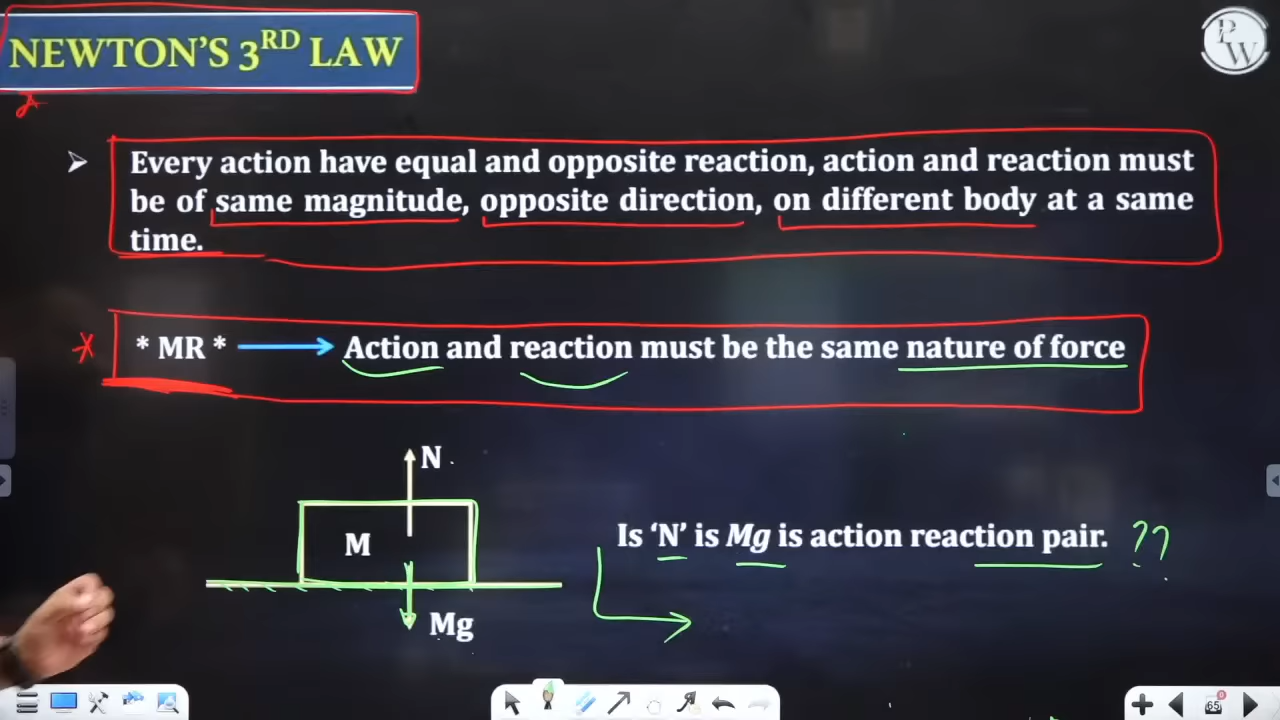 NEWTON'S 3RD LAW
PW
➢ Every action have equal and opposite reaction, action and reaction must
be of same magnitude, opposite direction, on different body at a same
time.
* MR * ⟶ Action and reaction must be the same nature of force
N
M
Mg
Is 'N' is Mg is action reaction pair. ??
65